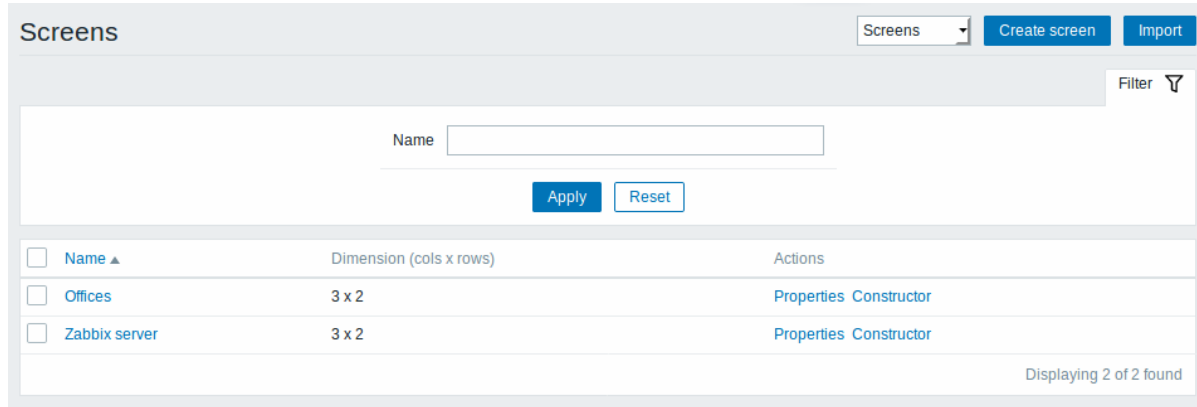 Screens Screens Create screen Import
Filter
Name
Apply Reset
Name Dimension (cols x rows) Actions
Offices 3 x 2 Properties Constructor
Zabbix server 3 x 2 Properties Constructor
Displaying 2 of 2 found